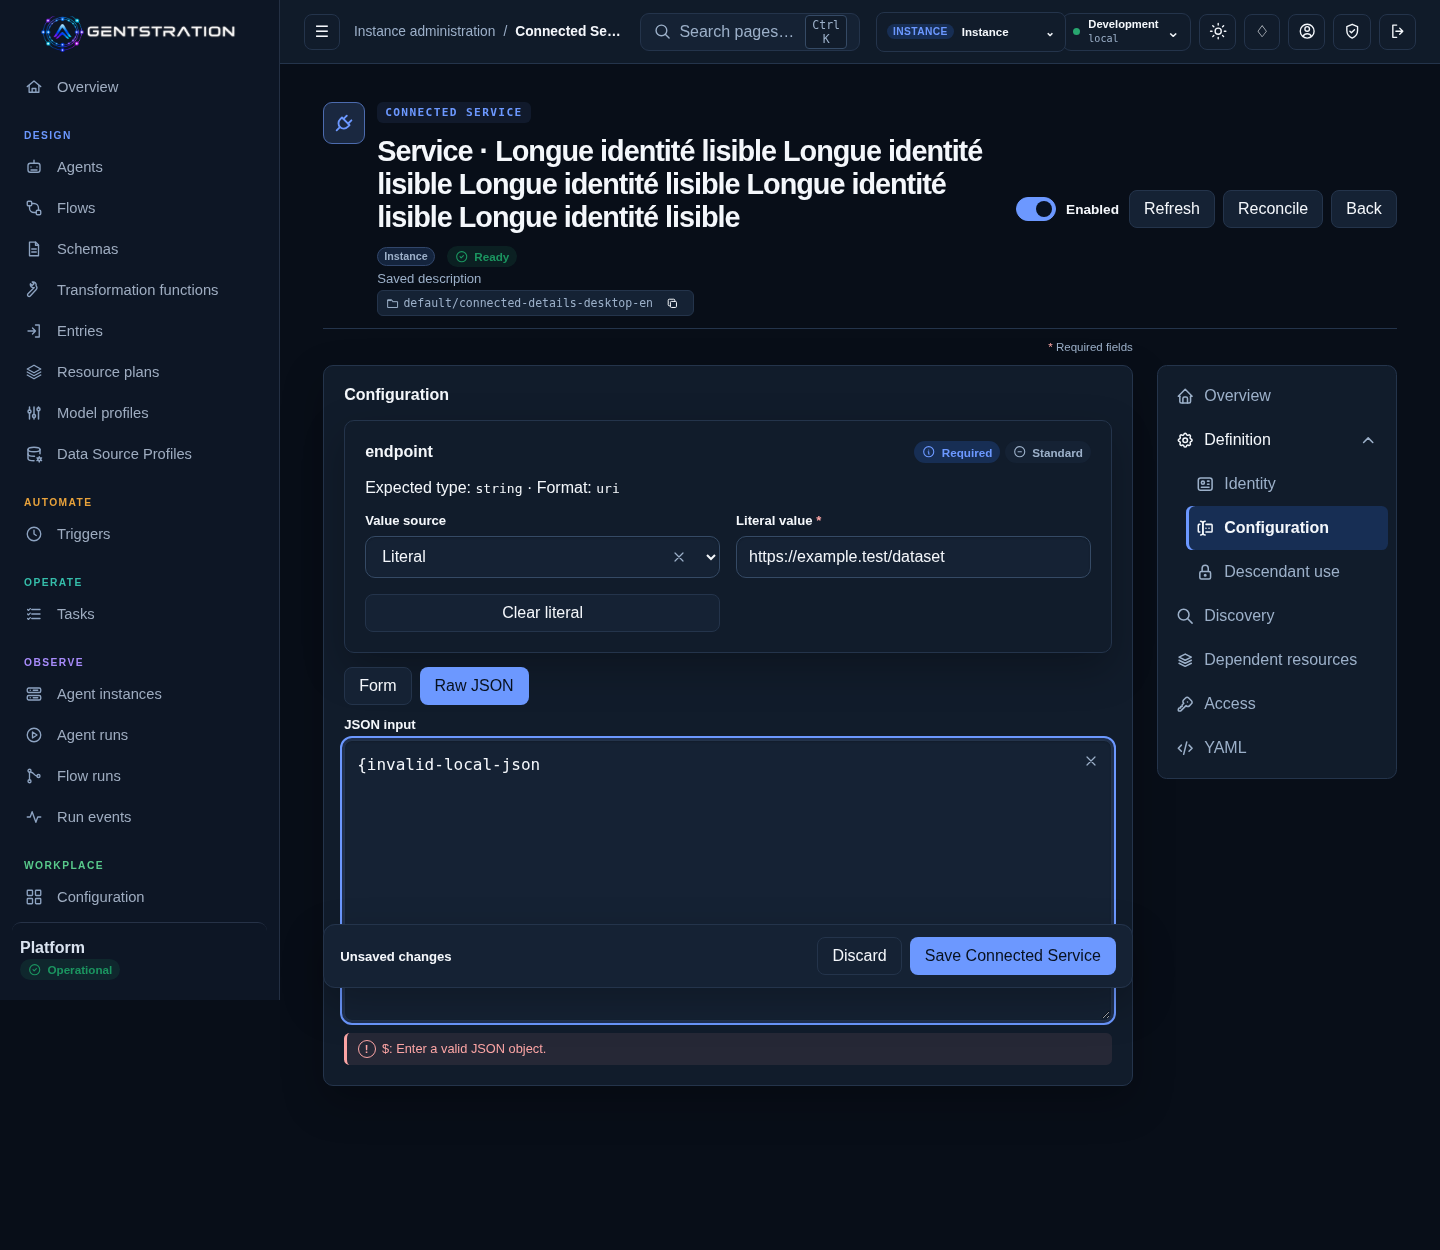 GENTSTRATION
☰
Instance administration / Connected Se…
Search pages…
Ctrl K
INSTANCE Instance
Development
local
Overview
DESIGN
Agents
Flows
Schemas
Transformation functions
Entries
Resource plans
Model profiles
Data Source Profiles
AUTOMATE
Triggers
OPERATE
Tasks
OBSERVE
Agent instances
Agent runs
Flow runs
Run events
WORKPLACE
Configuration
Platform
Operational
CONNECTED SERVICE
Service · Longue identité lisible Longue identité
lisible Longue identité lisible Longue identité
lisible Longue identité lisible
Enabled
Refresh
Reconcile
Back
Instance
Ready
Saved description
default/connected-details-desktop-en
* Required fields
Configuration
endpoint
Required
Standard
Expected type: string · Format: uri
Value source
Literal value *
Literal
https://example.test/dataset
Clear literal
Form
Raw JSON
JSON input
{invalid-local-json
Unsaved changes
Discard
Save Connected Service
! $: Enter a valid JSON object.
Overview
Definition
Identity
Configuration
Descendant use
Discovery
Dependent resources
Access
YAML